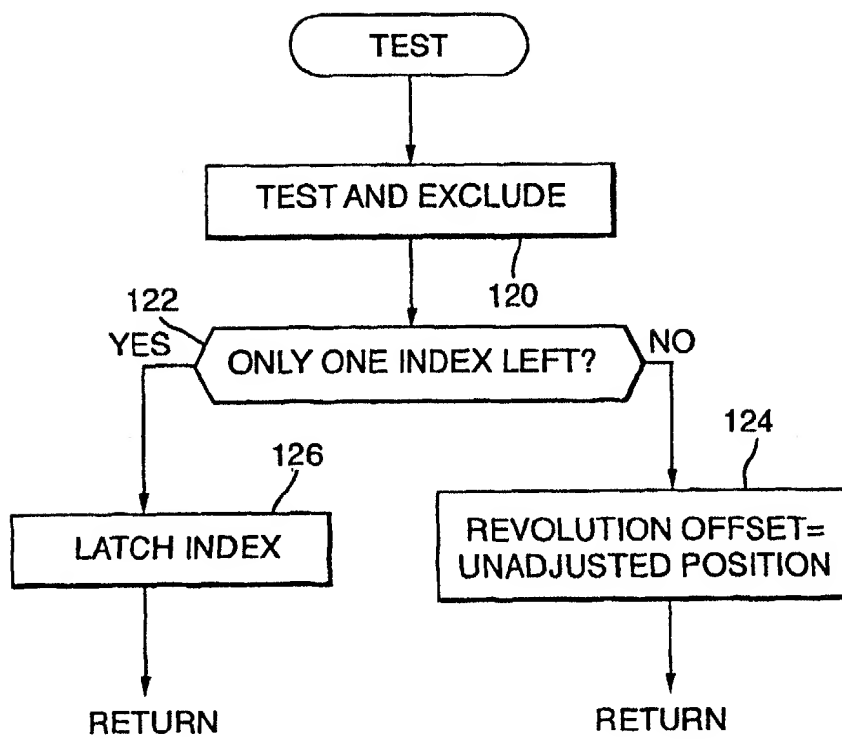 TEST
TEST AND EXCLUDE
120
122
YES
ONLY ONE INDEX LEFT?
NO
126
LATCH INDEX
124
REVOLUTION OFFSET=
UNADJUSTED POSITION
RETURN
RETURN